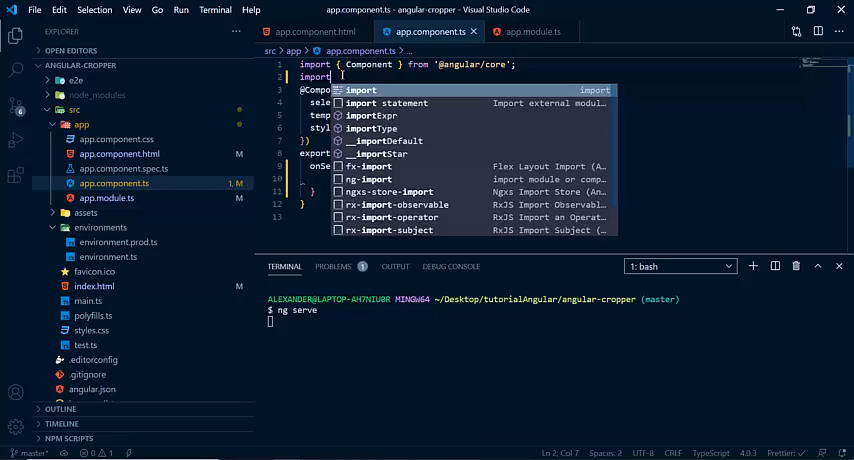 File Edit Selection View Go Run Terminal Help app.component.ts - angular-cropper - Visual Studio Code
EXPLORER
OPEN EDITORS
ANGULAR-CROPPER
e2e
node_modules
src
app
app.component.css
app.component.html M
app.component.spec.ts
app.component.ts 1, M
app.module.ts M
assets
environments
environment.prod.ts
environment.ts
favicon.ico
index.html M
main.ts
polyfills.ts
styles.css
test.ts
.editorconfig
.gitignore
angular.json
OUTLINE
TIMELINE
NPM SCRIPTS
6
app.component.html app.component.ts app.module.ts
src > app > app.component.ts > ...
1 import { Component } from '@angular/core';
2 import
3 @Compo
4 sele
5 temp
6 styl
7 })
8 export
9 onSe
10
11 }
12 }
13
import import
import statement Import external modul…
importExpr
importType
__importDefault
__importStar
fx-import Flex Layout Import (A…
ng-import import module or comp…
ngxs-store-import Ngxs Import Store (An…
rx-import-observable RxJS Import Observabl…
rx-import-operator RxJS Import an Operat…
rx-import-subject RxJS Import Subject (…
TERMINAL PROBLEMS 1 OUTPUT DEBUG CONSOLE 1: bash
ALEXANDER@LAPTOP-AH7NIU0R MINGW64 ~/Desktop/tutorialAngular/angular-cropper (master)
$ ng serve
master* 0 1 Ln 2, Col 7 Spaces: 2 UTF-8 CRLF TypeScript 4.0.3 Prettier: ✓